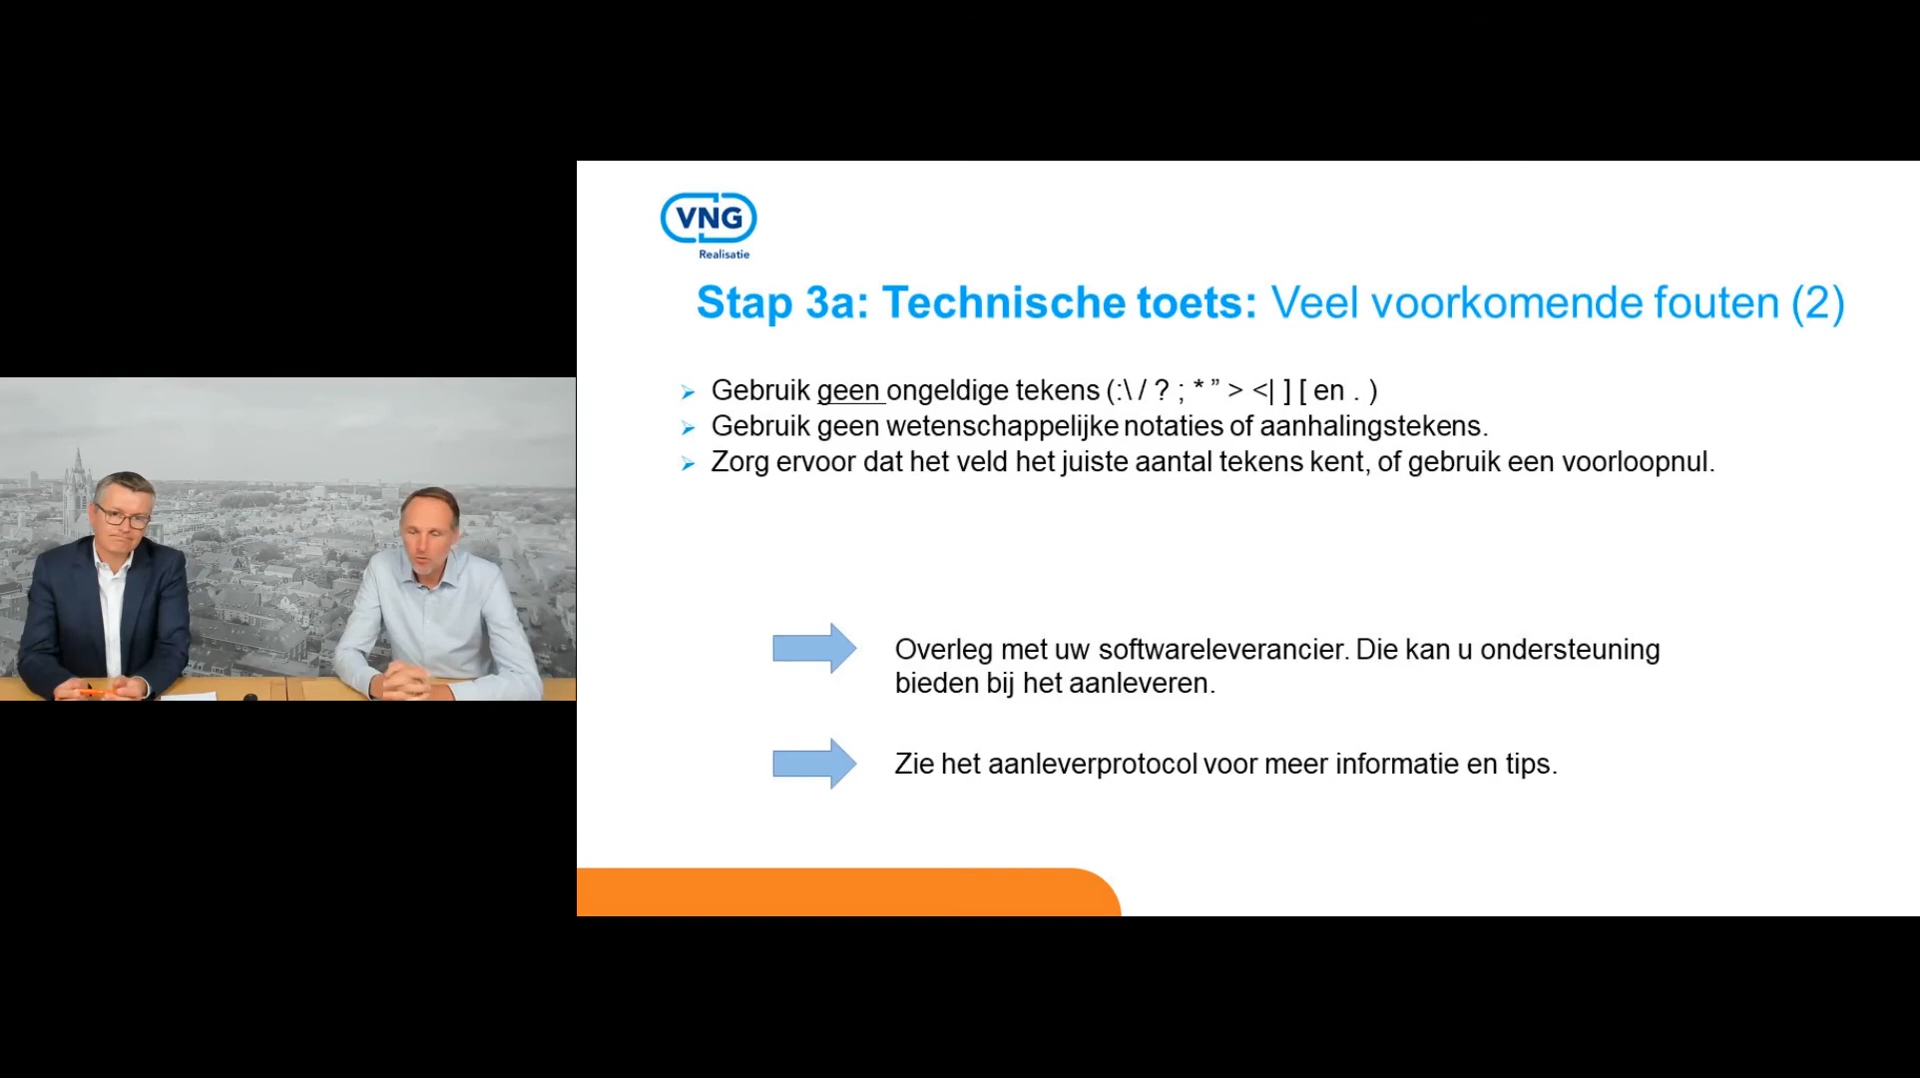 VNG
Realisatie
Stap 3a: Technische toets: Veel voorkomende fouten (2)
Gebruik geen ongeldige tekens (:\ / ? ; * ” > <| ] [ en . )
Gebruik geen wetenschappelijke notaties of aanhalingstekens.
Zorg ervoor dat het veld het juiste aantal tekens kent, of gebruik een voorloopnul.
Overleg met uw softwareleverancier. Die kan u ondersteuning
bieden bij het aanleveren.
Zie het aanleverprotocol voor meer informatie en tips.